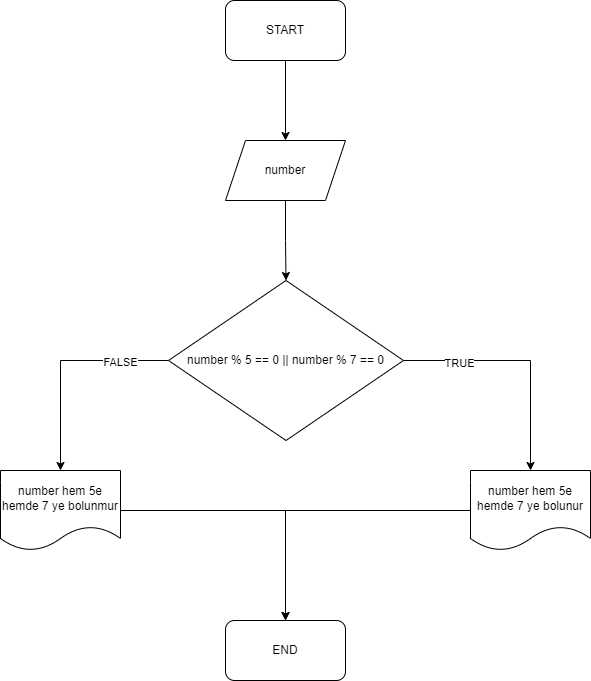 START
number
number % 5 == 0 || number % 7 == 0
FALSE
TRUE
number hem 5e
hemde 7 ye bolunmur
number hem 5e
hemde 7 ye bolunur
END